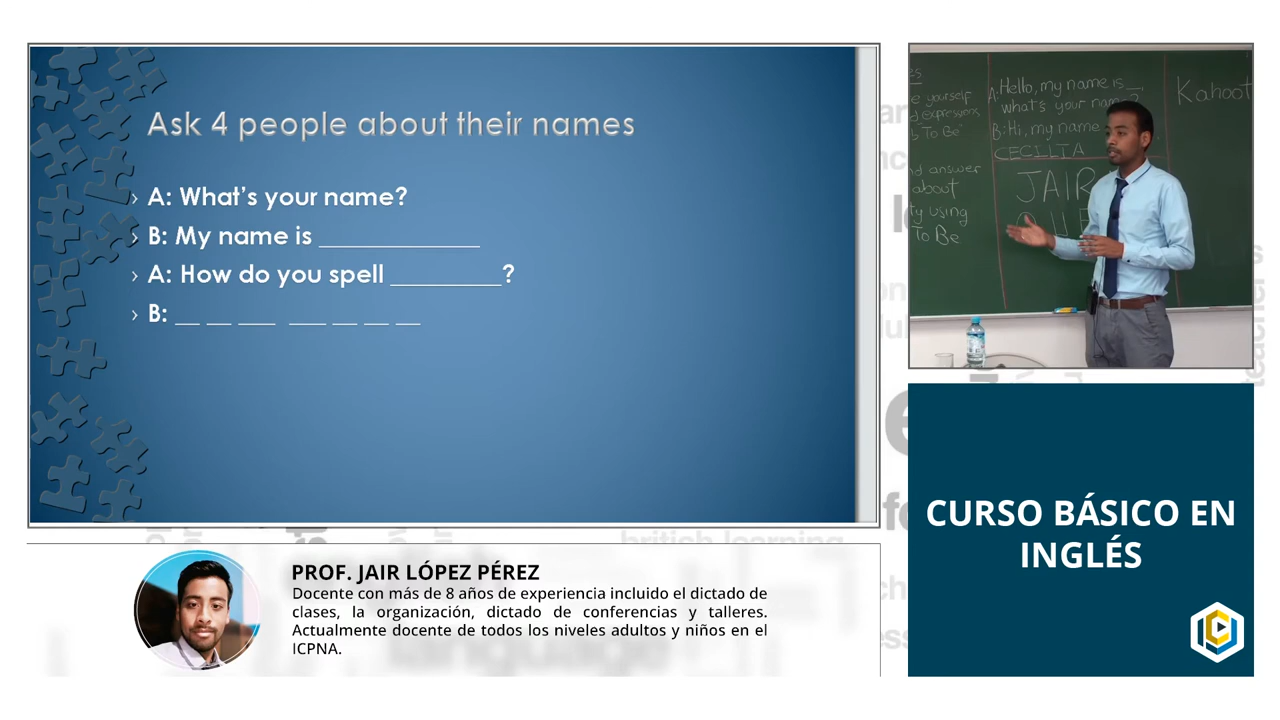 Ask 4 people about their names
› A: What's your name?
› B: My name is ____________
› A: How do you spell ________?
› B: __ __ ___ ___ __ __ __
A: Hello, my name is __,
what's your name?
B: Hi, my name
CECILIA
JAIR
Kahoot
yourself
expressions
To Be
answer
about
using
To Be
CURSO BÁSICO EN
INGLÉS
PROF. JAIR LÓPEZ PÉREZ
Docente con más de 8 años de experiencia incluido el dictado de
clases, la organización, dictado de conferencias y talleres.
Actualmente docente de todos los niveles adultos y niños en el
ICPNA.